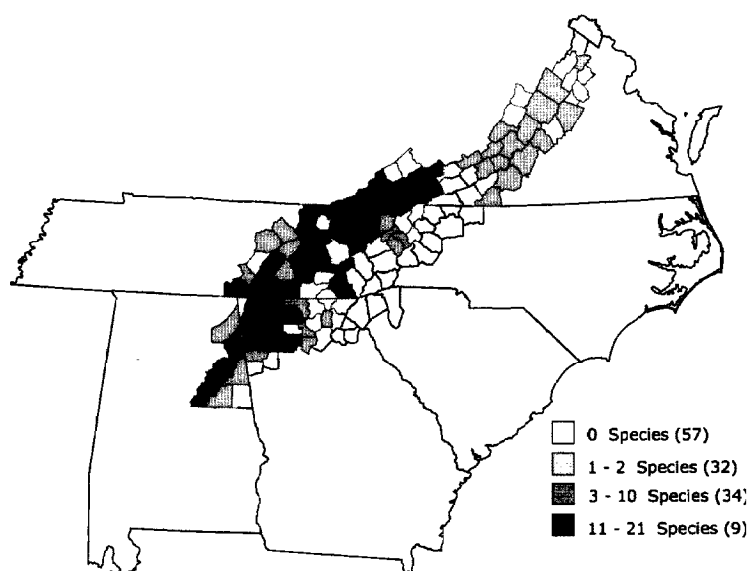 0 Species (57)
1 - 2 Species (32)
3 - 10 Species (34)
11 - 21 Species (9)